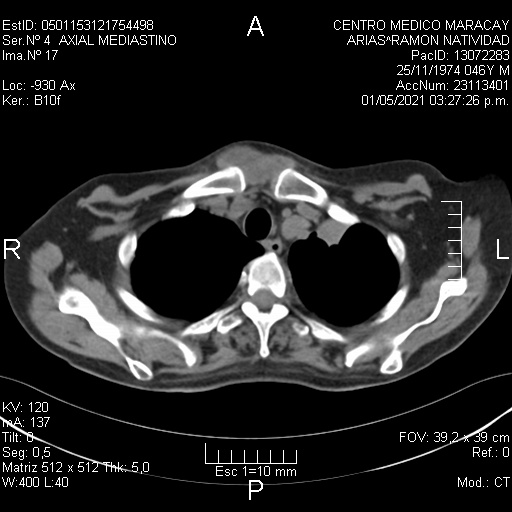 EstID: 0501153121754498
Ser.Nº 4 AXIAL MEDIASTINO
Ima.Nº 17
Loc: -930 Ax
Ker.: B10f
A
CENTRO MEDICO MARACAY
ARIAS^RAMON NATIVIDAD
PacID: 13072283
25/11/1974 046Y M
AccNum: 23113401
01/05/2021 03:27:26 p.m.
R
L
KV: 120
mA: 137
Tilt: 0
Seg: 0,5
Matriz 512 x 512 Thk: 5,0
W:400 L:40
Esc 1=10 mm
P
FOV: 39,2 x 39 cm
Ref.: 0
Mod.: CT